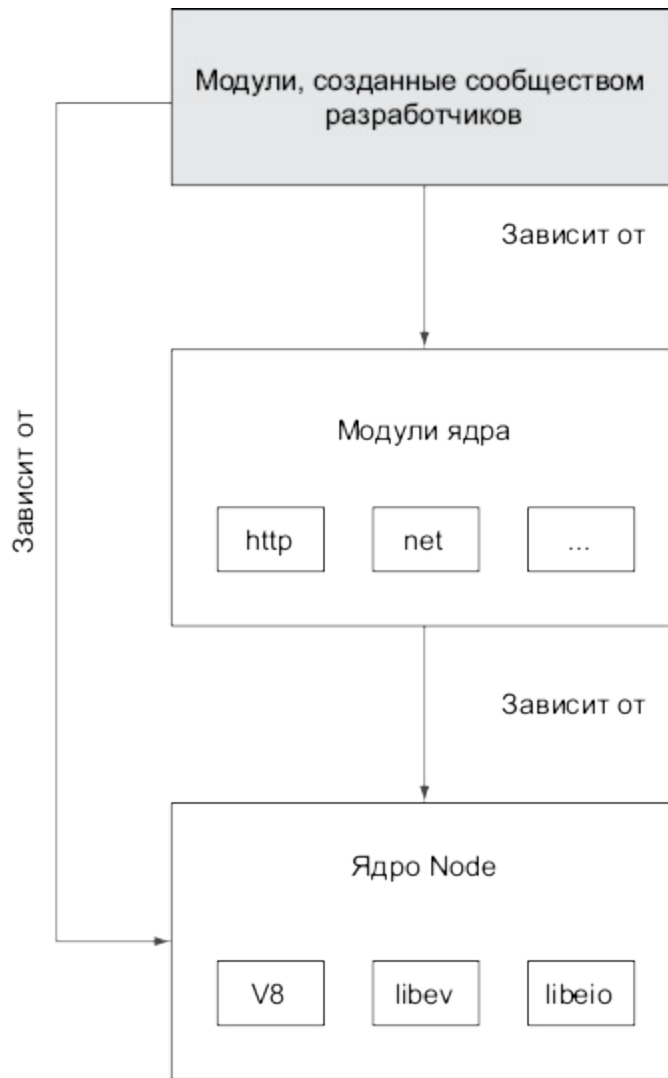 Модули, созданные сообществом
разработчиков
Зависит от
Зависит от
Модули ядра
http
net
...
Зависит от
Ядро Node
V8
libev
libeio